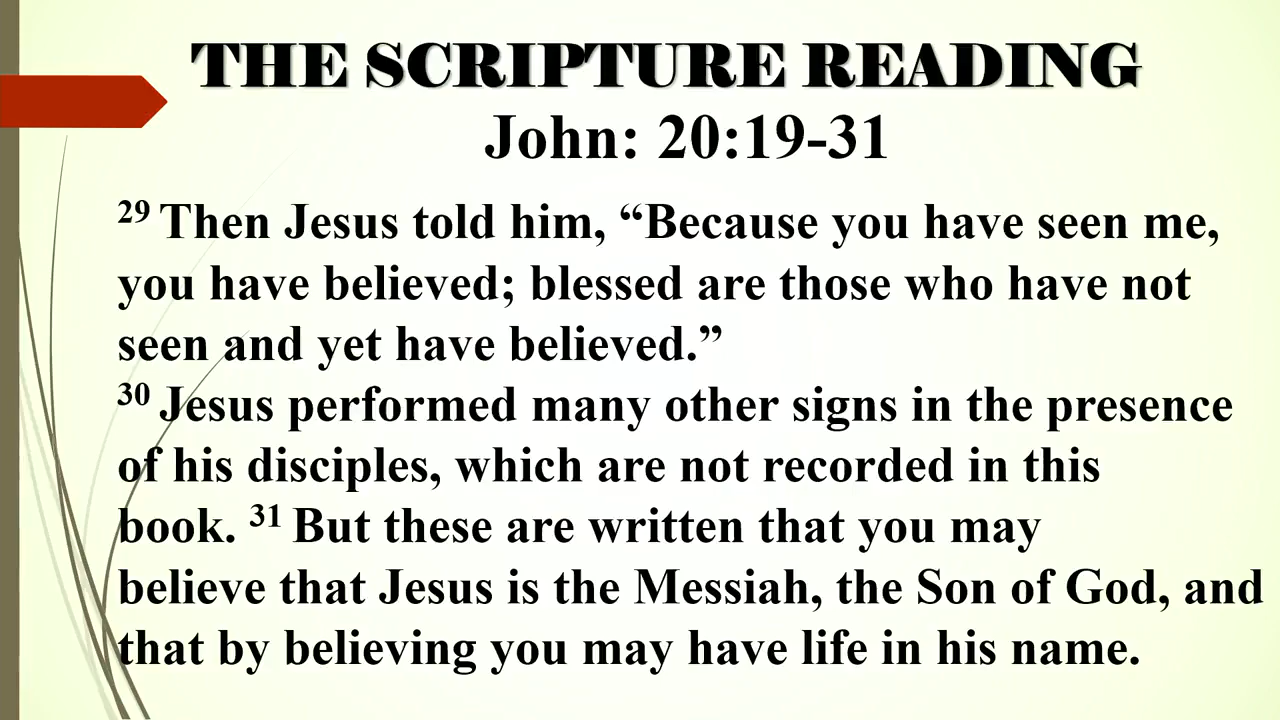 THE SCRIPTURE READING
John: 20:19-31
29 Then Jesus told him, “Because you have seen me,
you have believed; blessed are those who have not
seen and yet have believed.”
30 Jesus performed many other signs in the presence
of his disciples, which are not recorded in this
book. 31 But these are written that you may
believe that Jesus is the Messiah, the Son of God, and
that by believing you may have life in his name.